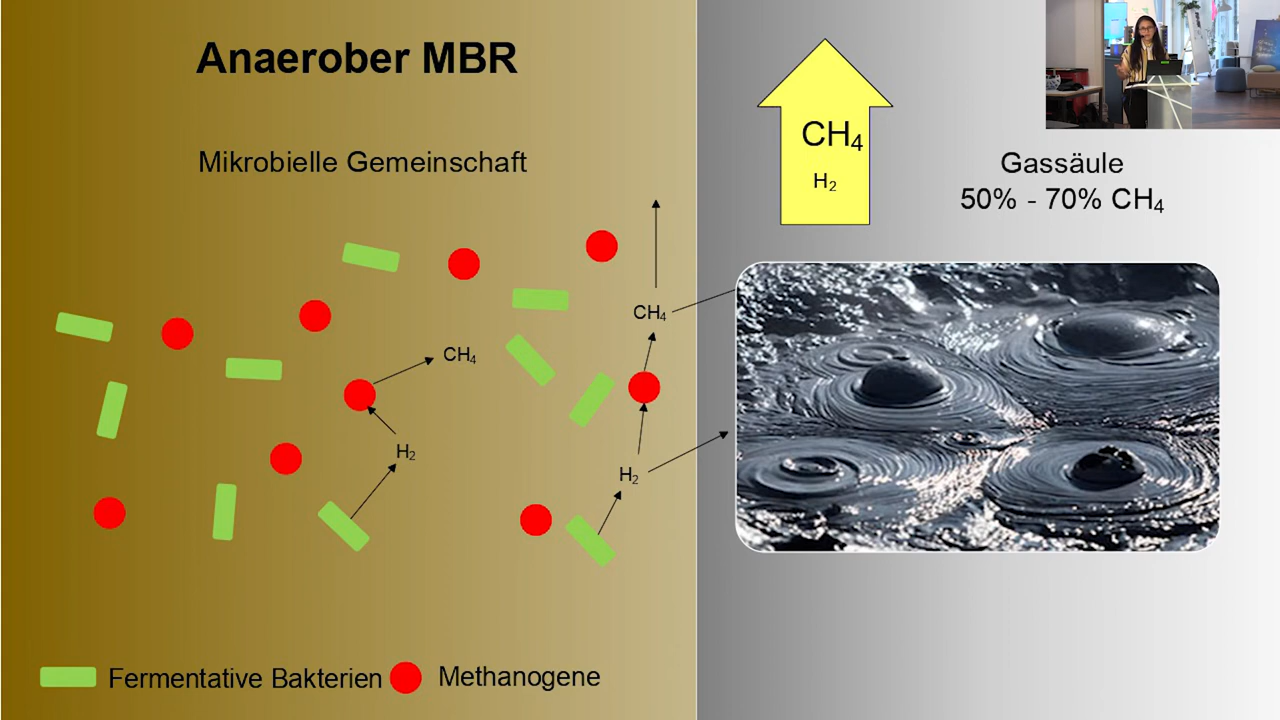 Anaerober MBR
Mikrobielle Gemeinschaft
CH₄
H₂
Gassäule
50% - 70% CH₄
CH₄
CH₄
H₂
H₂
Fermentative Bakterien
Methanogene